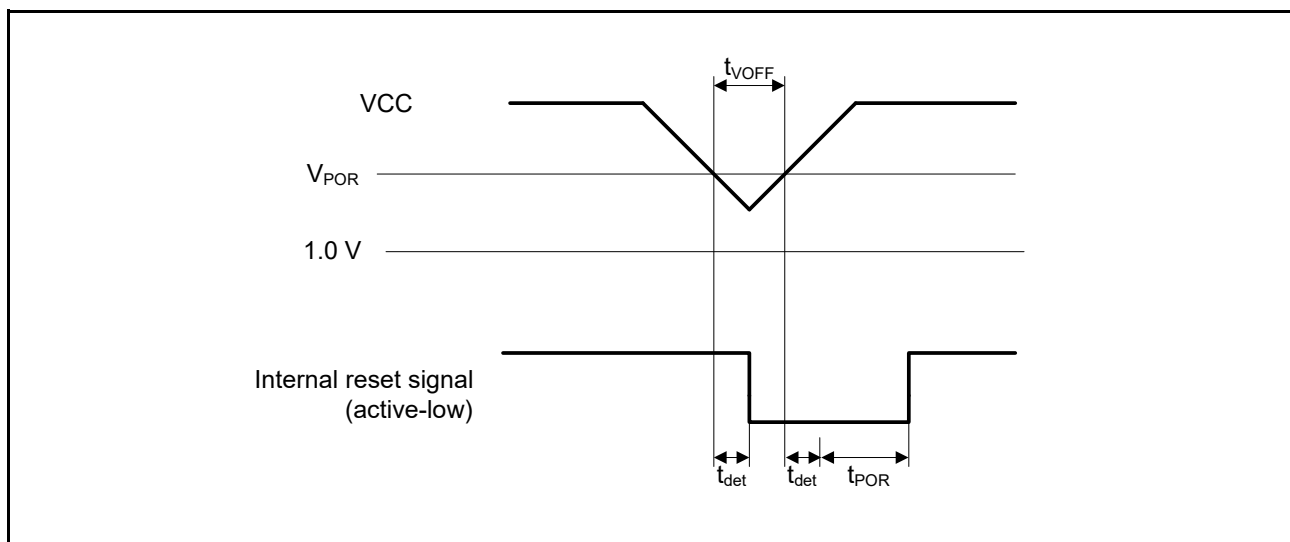 tVOFF
VCC
VPOR
1.0 V
Internal reset signal
(active-low)
tdet
tdet
tPOR